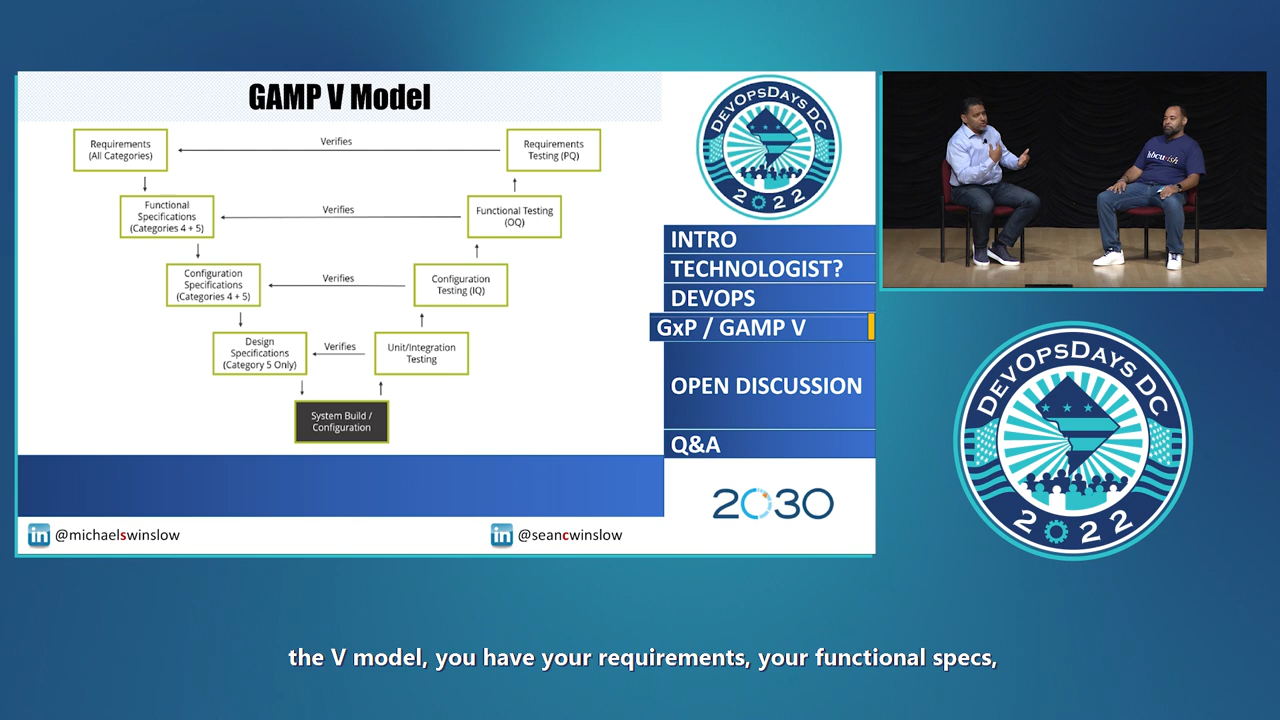 GAMP V Model
Requirements
(All Categories)
Verifies
Requirements
Testing (PQ)
Functional
Specifications
(Categories 4 + 5)
Verifies
Functional Testing
(OQ)
Configuration
Specifications
(Categories 4 + 5)
Verifies
Configuration
Testing (IQ)
Design
Specifications
(Category 5 Only)
Verifies
Unit/Integration
Testing
System Build /
Configuration
DEVOPSDAYS DC
2022
INTRO
TECHNOLOGIST?
DEVOPS
GxP / GAMP V
OPEN DISCUSSION
Q&A
2030
in @michaelswinslow
in @seancwinslow
hbcuish
DEVOPSDAYS DC
2022
the V model, you have your requirements, your functional specs,